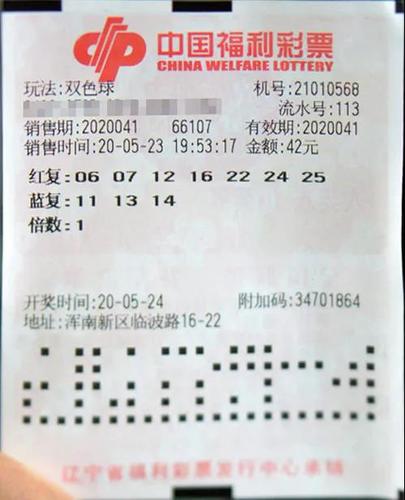 中国福利彩票
CHINA WELFARE LOTTERY
玩法:双色球 机号:21010568
流水号:113
销售期:2020041 66107 有效期:2020041
销售时间:20-05-23 19:53:17 金额:42元
红复:06 07 12 16 22 24 25
蓝复:11 13 14
倍数:1
开奖时间:20-05-24 附加码:34701864
地址:浑南新区临波路16-22
辽宁省福利彩票发行中心承销